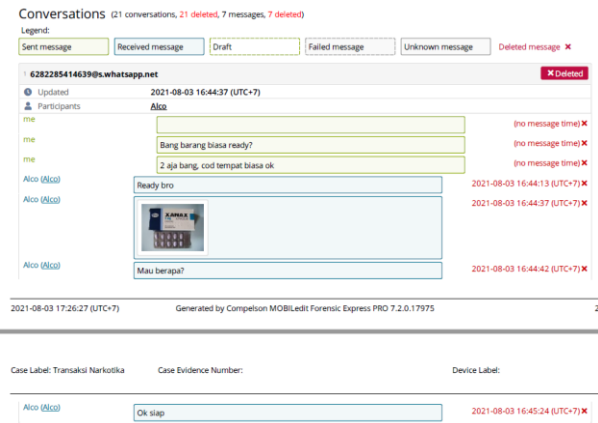 Conversations (21 conversations, 21 deleted, 7 messages, 7 deleted)
Legend:
Sent message Received message Draft Failed message Unknown message Deleted message ✖
1 6282285414639@s.whatsapp.net ✖ Deleted
Updated 2021-08-03 16:44:37 (UTC+7)
Participants Alco
me (no message time) ✖
me Bang barang biasa ready? (no message time) ✖
me 2 aja bang, cod tempat biasa ok (no message time) ✖
Alco (Alco) Ready bro 2021-08-03 16:44:13 (UTC+7) ✖
Alco (Alco) 2021-08-03 16:44:37 (UTC+7) ✖
XANAX
Alco (Alco) Mau berapa? 2021-08-03 16:44:42 (UTC+7) ✖
2021-08-03 17:26:27 (UTC+7) Generated by Compelson MOBILedit Forensic Express PRO 7.2.0.17975 2
Case Label: Transaksi Narkotika Case Evidence Number: Device Label:
Alco (Alco) Ok siap 2021-08-03 16:45:24 (UTC+7) ✖